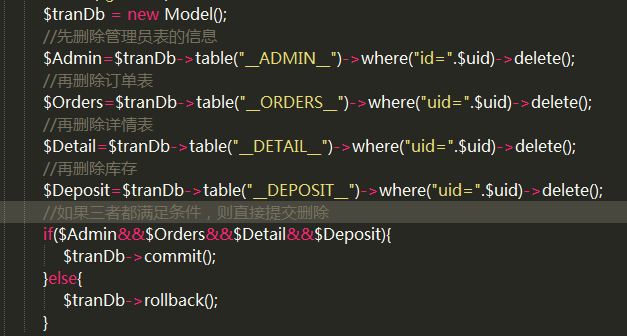 $tranDb = new Model();
//先删除管理员表的信息
$Admin=$tranDb->table("__ADMIN__")->where("id=".$uid)->delete();
//再删除订单表
$Orders=$tranDb->table("__ORDERS__")->where("uid=".$uid)->delete();
//再删除详情表
$Detail=$tranDb->table("__DETAIL__")->where("uid=".$uid)->delete();
//再删除库存
$Deposit=$tranDb->table("__DEPOSIT__")->where("uid=".$uid)->delete();
//如果三者都满足条件，则直接提交删除
if($Admin&&$Orders&&$Detail&&$Deposit){
$tranDb->commit();
}else{
$tranDb->rollback();
}